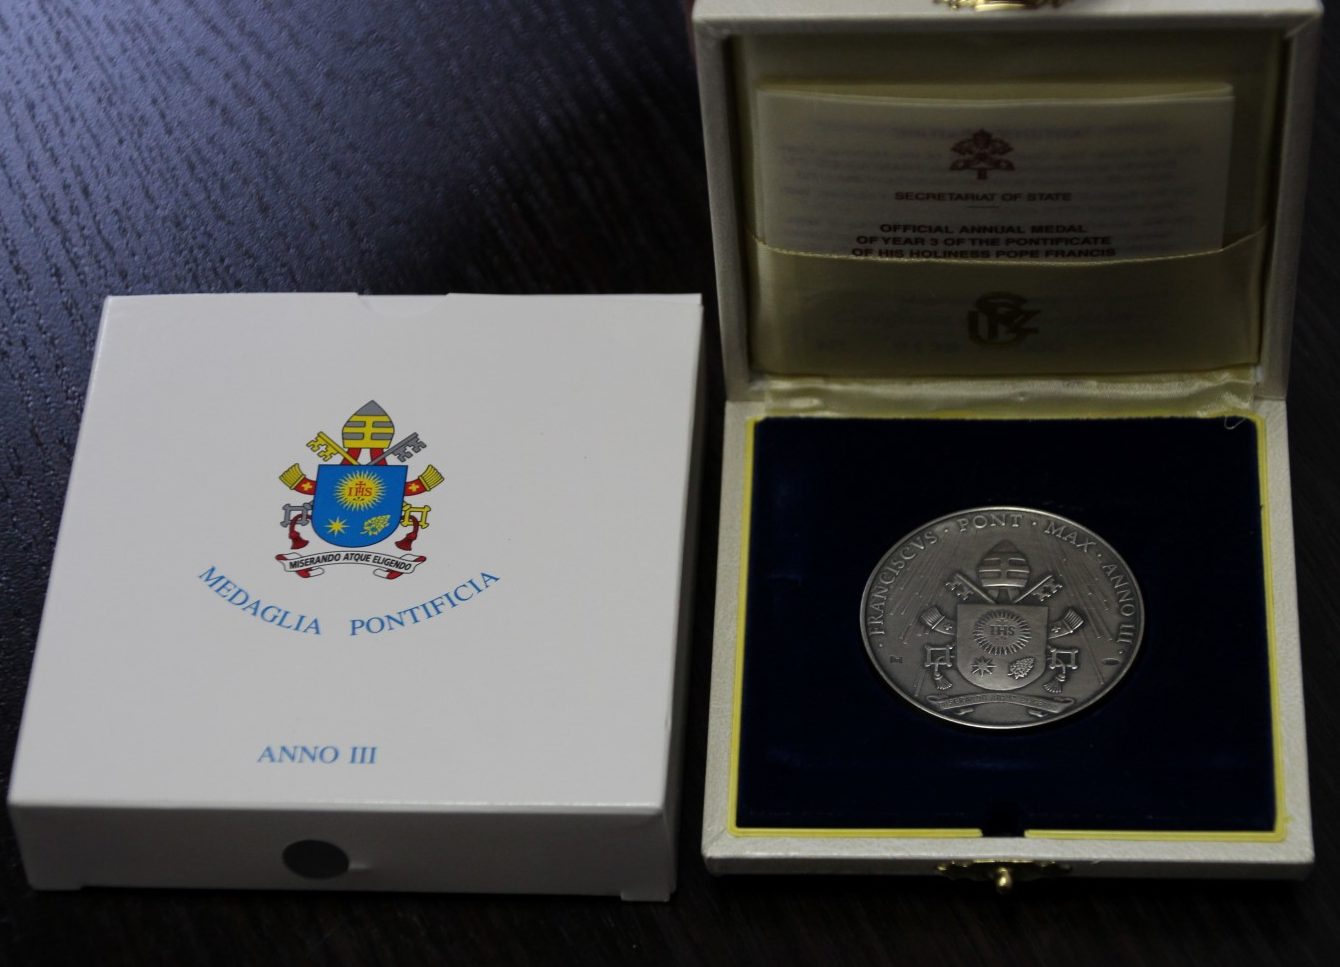 IHS
MISERANDO ATQUE ELIGENDO
MEDAGLIA PONTIFICIA
ANNO III
SECRETARIAT OF STATE
OFFICIAL ANNUAL MEDAL
OF YEAR 3 OF THE PONTIFICATE
OF HIS HOLINESS POPE FRANCIS
· FRANCISCVS · PONT · MAX · ANNO III ·
IHS